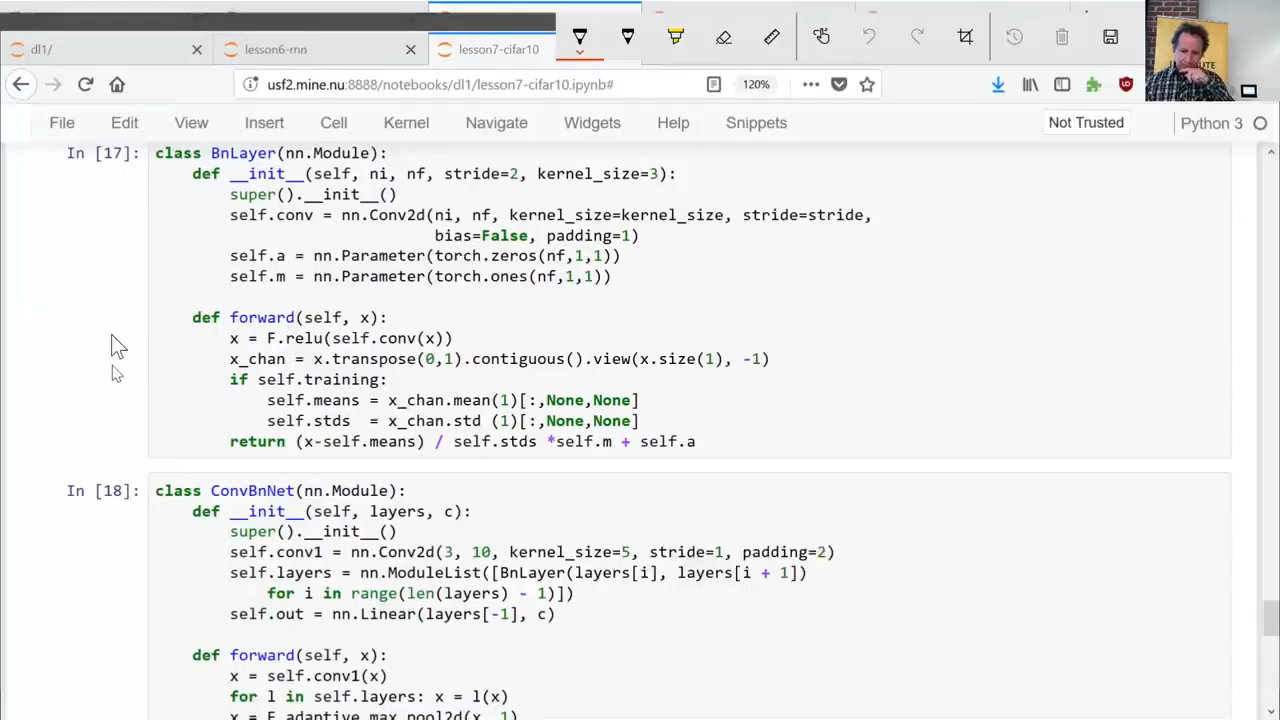 dl1/
lesson6-rnn
lesson7-cifar10
usf2.mine.nu:8888/notebooks/dl1/lesson7-cifar10.ipynb#
120%
File Edit View Insert Cell Kernel Navigate Widgets Help Snippets
Not Trusted
Python 3
In [17]:
class BnLayer(nn.Module):
    def __init__(self, ni, nf, stride=2, kernel_size=3):
        super().__init__()
        self.conv = nn.Conv2d(ni, nf, kernel_size=kernel_size, stride=stride,
                              bias=False, padding=1)
        self.a = nn.Parameter(torch.zeros(nf,1,1))
        self.m = nn.Parameter(torch.ones(nf,1,1))
    def forward(self, x):
        x = F.relu(self.conv(x))
        x_chan = x.transpose(0,1).contiguous().view(x.size(1), -1)
        if self.training:
            self.means = x_chan.mean(1)[:,None,None]
            self.stds  = x_chan.std (1)[:,None,None]
        return (x-self.means) / self.stds *self.m + self.a
In [18]:
class ConvBnNet(nn.Module):
    def __init__(self, layers, c):
        super().__init__()
        self.conv1 = nn.Conv2d(3, 10, kernel_size=5, stride=1, padding=2)
        self.layers = nn.ModuleList([BnLayer(layers[i], layers[i + 1])
            for i in range(len(layers) - 1)])
        self.out = nn.Linear(layers[-1], c)
    def forward(self, x):
        x = self.conv1(x)
        for l in self.layers: x = l(x)
        x = F.adaptive_max_pool2d(x, 1)